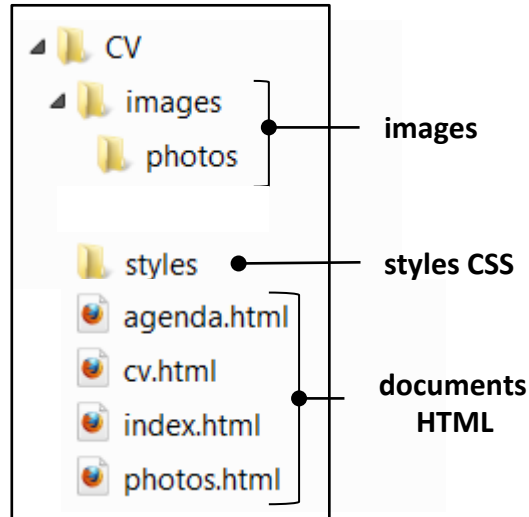 CV
images
photos
images
styles
styles CSS
agenda.html
cv.html
index.html
photos.html
documents
HTML